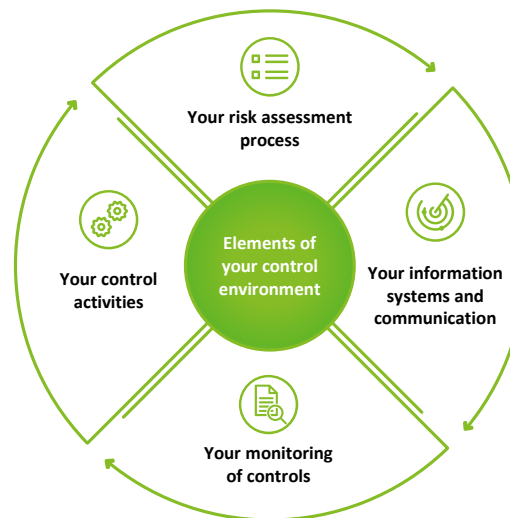 Your risk assessment
process
Elements of
your control
environment
Your control
activities
Your information
systems and
communication
Your monitoring
of controls